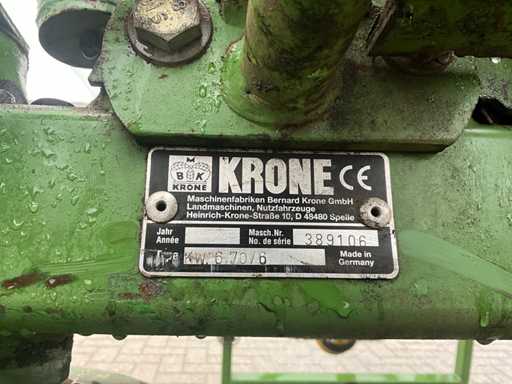 M
B K
KRONE
KRONE CE
Maschinenfabriken Bernard Krone GmbH
Landmaschinen, Nutzfahrzeuge
Heinrich-Krone-Straße 10, D 48480 Spelle
Jahr
Année
Masch.Nr.
No. de série
389106
Type
KW 6.70/6
Made in
Germany